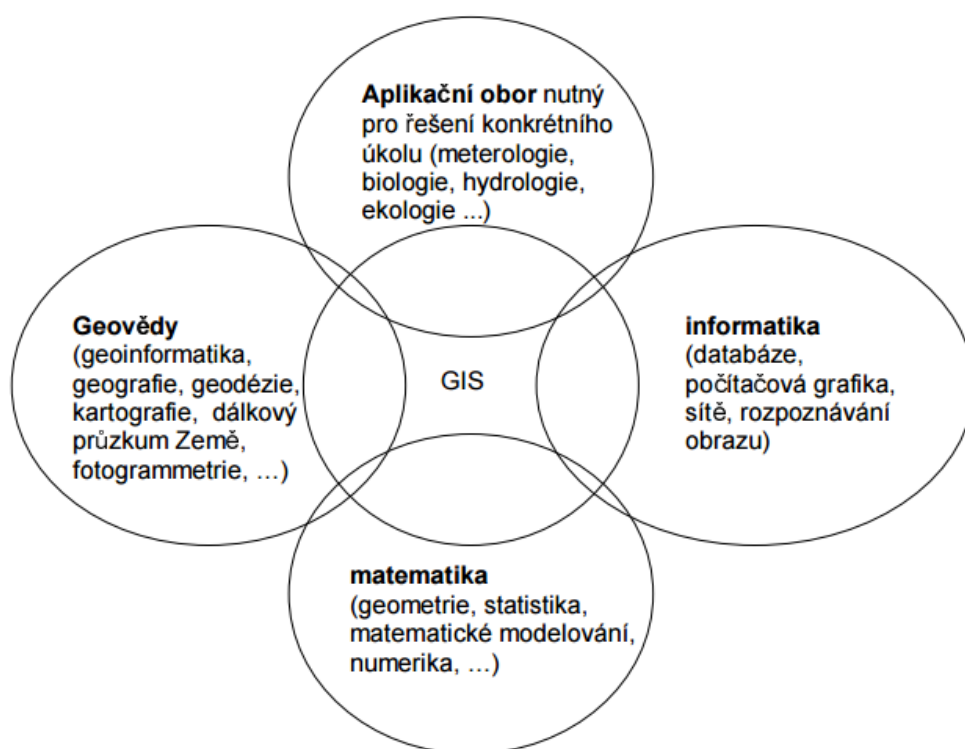 Aplikační obor nutný
pro řešení konkrétního
úkolu (meterologie,
biologie, hydrologie,
ekologie ...)
Geovědy
(geoinformatika,
geografie, geodézie,
kartografie, dálkový
průzkum Země,
fotogrammetrie, …)
GIS
informatika
(databáze,
počítačová grafika,
sítě, rozpoznávání
obrazu)
matematika
(geometrie, statistika,
matematické modelování,
numerika, …)